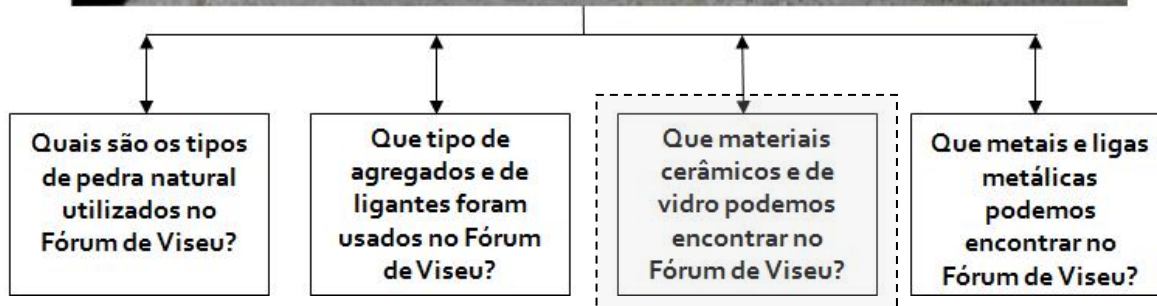 Quais são os tipos
de pedra natural
utilizados no
Fórum de Viseu?
Que tipo de
agregados e de
ligantes foram
usados no Fórum
de Viseu?
Que materiais
cerâmicos e de
vidro podemos
encontrar no
Fórum de Viseu?
Que metais e ligas
metálicas
podemos
encontrar no
Fórum de Viseu?